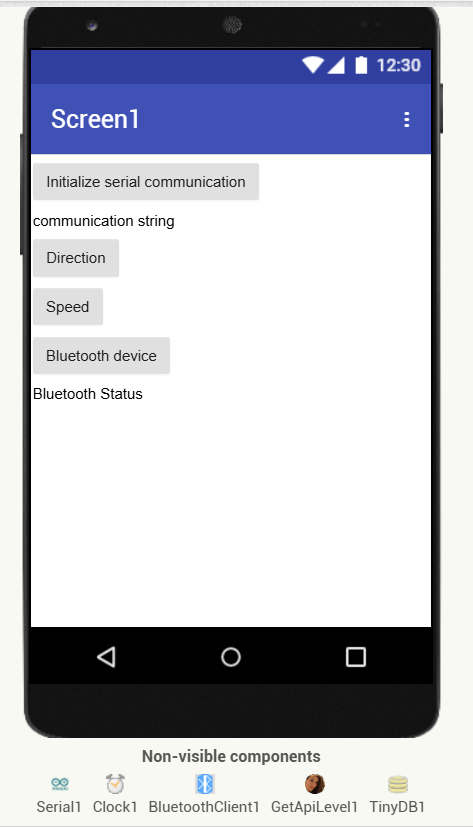 12:30
Screen1
Initialize serial communication
communication string
Direction
Speed
Bluetooth device
Bluetooth Status
Non-visible components
Serial1 Clock1 BluetoothClient1 GetApiLevel1 TinyDB1